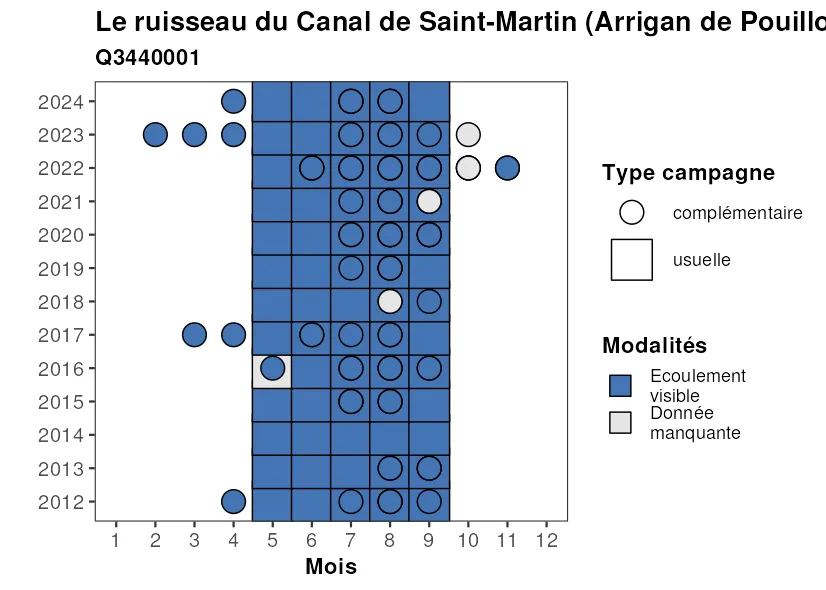 Le ruisseau du Canal de Saint-Martin (Arrigan de Pouillo
Q3440001
2024
2023
2022
2021
2020
2019
2018
2017
2016
2015
2014
2013
2012
1 2 3 4 5 6 7 8 9 10 11 12
Mois
Type campagne
complémentaire
usuelle
Modalités
Ecoulement
visible
Donnée
manquante